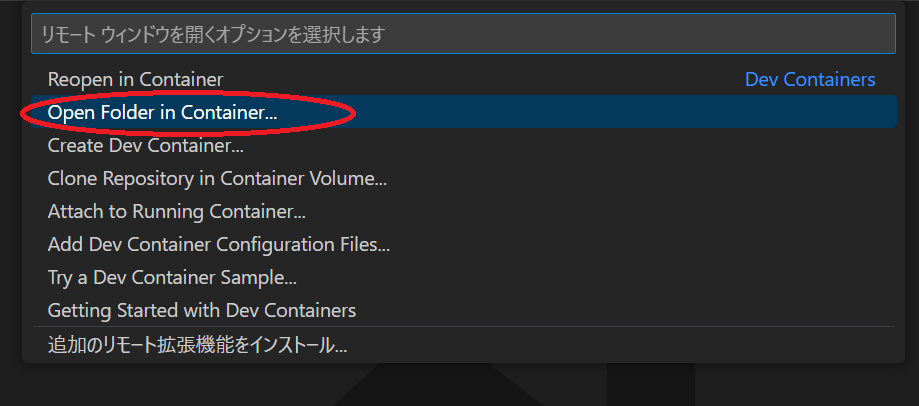 リモート ウィンドウを開くオプションを選択します
Reopen in Container
Dev Containers
Open Folder in Container...
Create Dev Container...
Clone Repository in Container Volume...
Attach to Running Container...
Add Dev Container Configuration Files...
Try a Dev Container Sample...
Getting Started with Dev Containers
追加のリモート拡張機能をインストール...